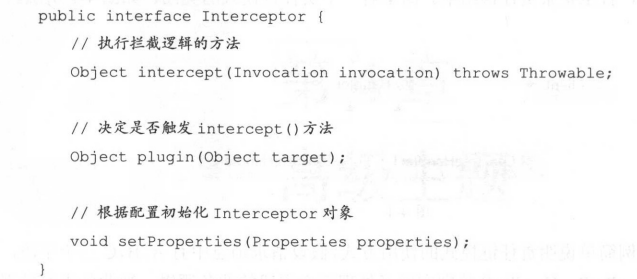 public interface Interceptor {
// 执行拦截逻辑的方法
Object intercept(Invocation invocation) throws Throwable;
// 决定是否触发 intercept()方法
Object plugin(Object target);
// 根据配置初始化 Interceptor 对象
void setProperties(Properties properties);
}